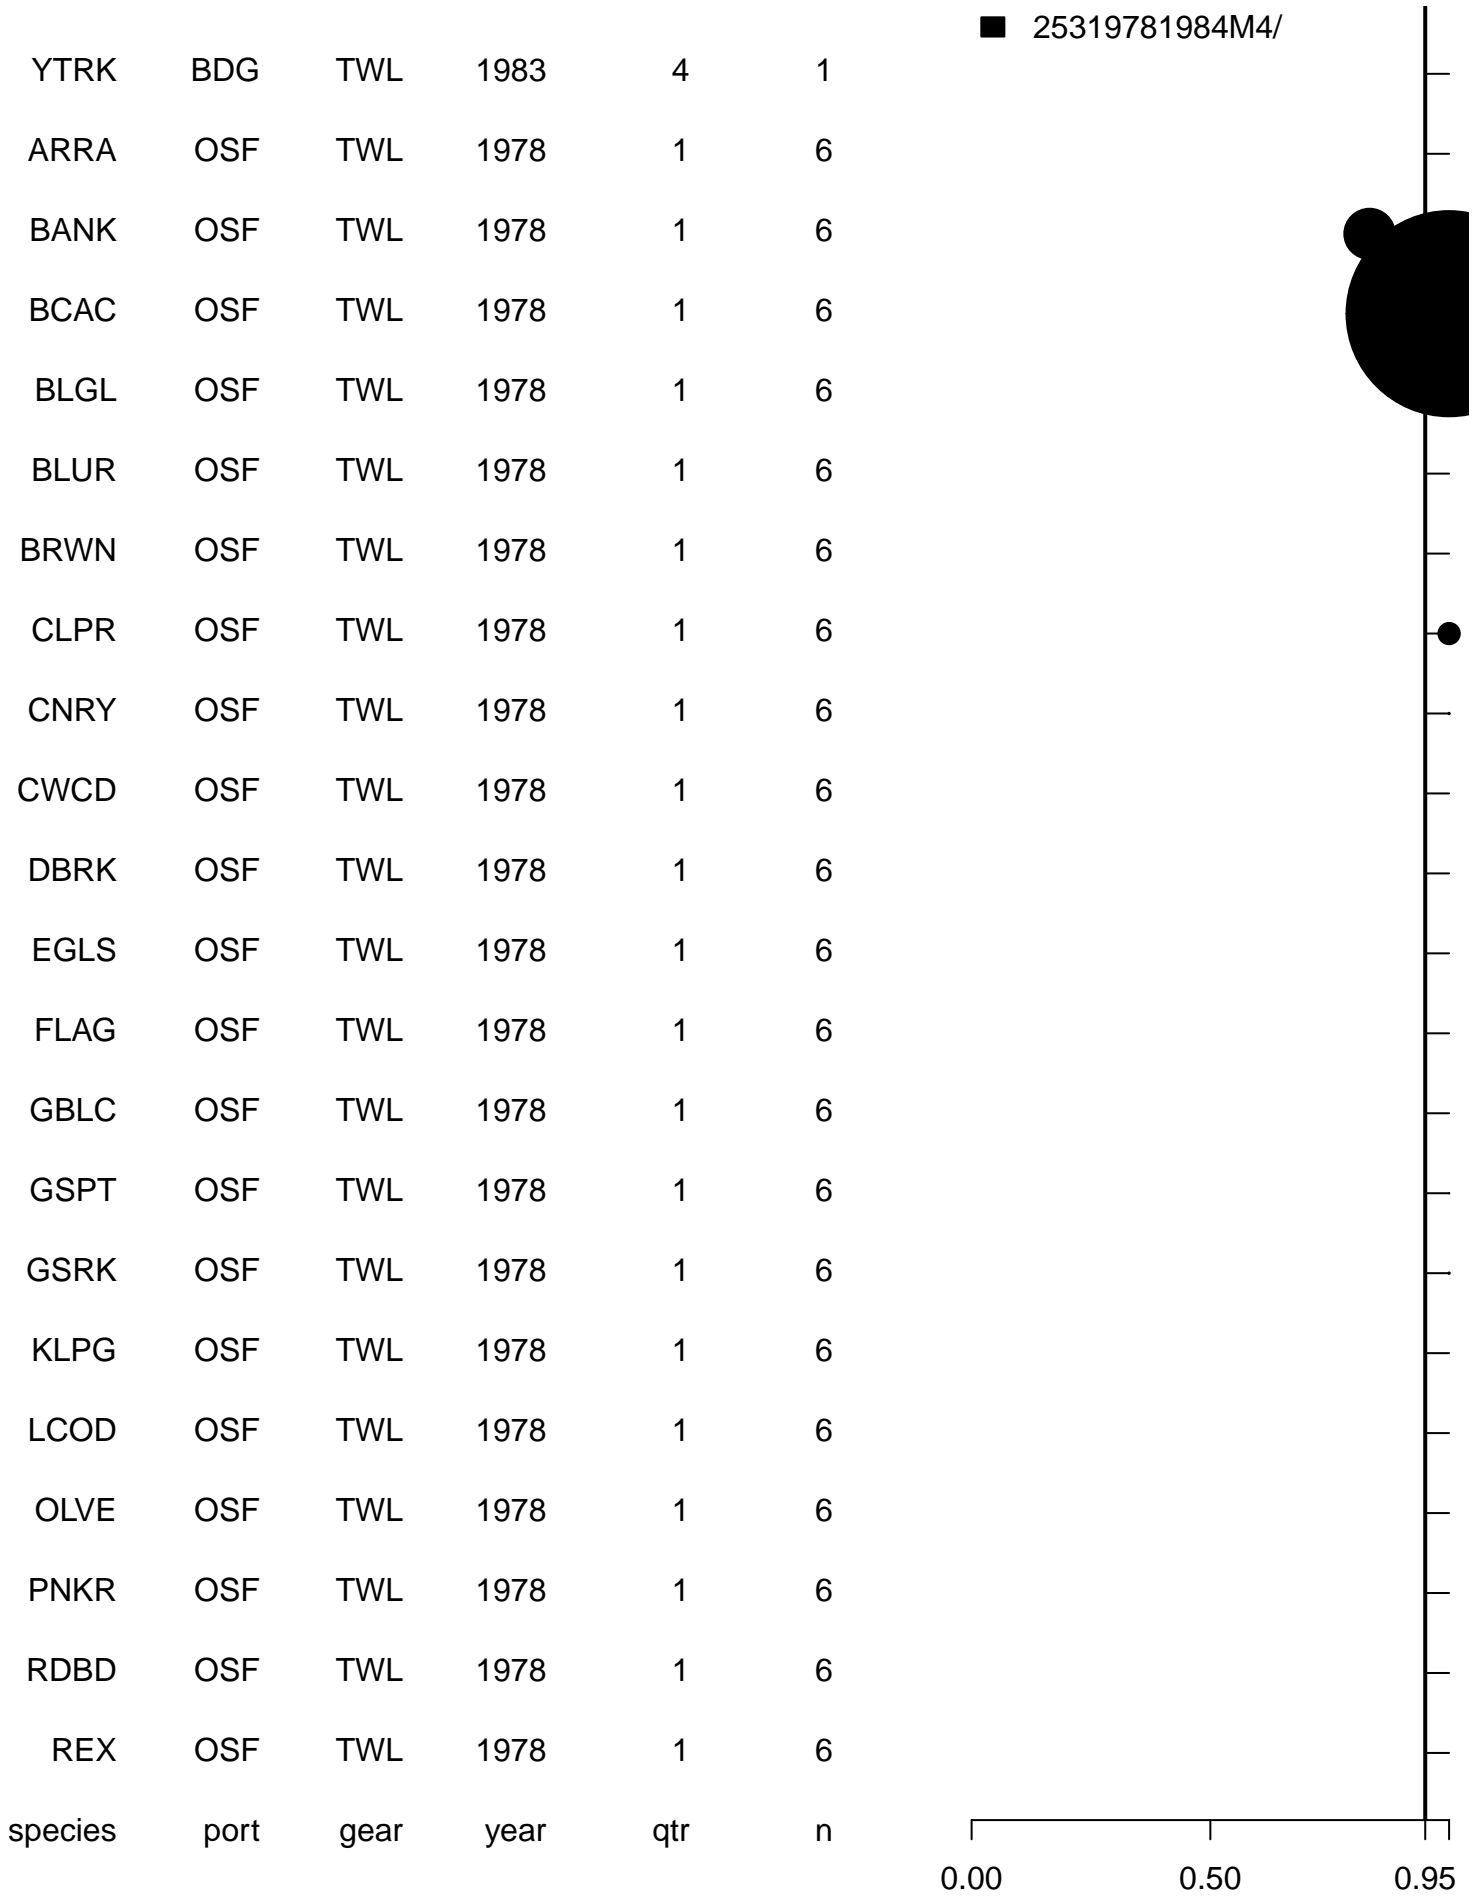 25319781984M4/
YTRK BDG TWL 1983 4 1
ARRA OSF TWL 1978 1 6
BANK OSF TWL 1978 1 6
BCAC OSF TWL 1978 1 6
BLGL OSF TWL 1978 1 6
BLUR OSF TWL 1978 1 6
BRWN OSF TWL 1978 1 6
CLPR OSF TWL 1978 1 6
CNRY OSF TWL 1978 1 6
CWCD OSF TWL 1978 1 6
DBRK OSF TWL 1978 1 6
EGLS OSF TWL 1978 1 6
FLAG OSF TWL 1978 1 6
GBLC OSF TWL 1978 1 6
GSPT OSF TWL 1978 1 6
GSRK OSF TWL 1978 1 6
KLPG OSF TWL 1978 1 6
LCOD OSF TWL 1978 1 6
OLVE OSF TWL 1978 1 6
PNKR OSF TWL 1978 1 6
RDBD OSF TWL 1978 1 6
REX OSF TWL 1978 1 6
species port gear year qtr n
0.00 0.50 0.95